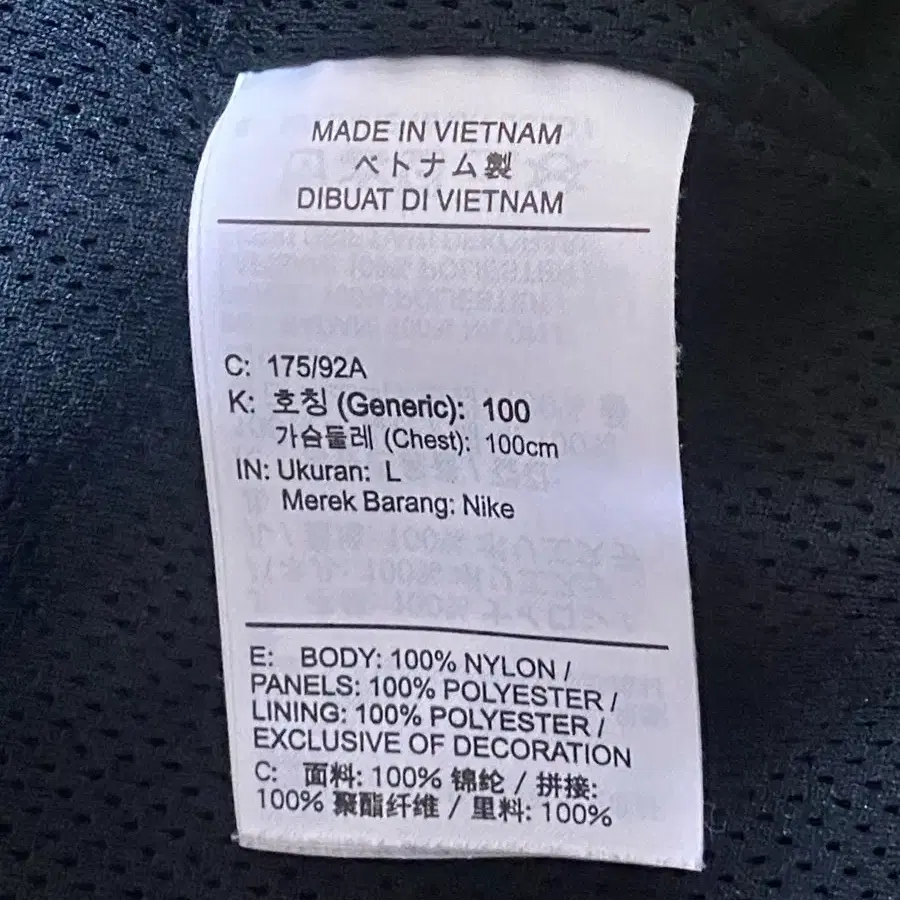 MADE IN VIETNAM
ベトナム製
DIBUAT DI VIETNAM
C: 175/92A
K: 호칭 (Generic): 100
가슴둘레 (Chest): 100cm
IN: Ukuran: L
Merek Barang: Nike
E: BODY: 100% NYLON /
PANELS: 100% POLYESTER /
LINING: 100% POLYESTER /
EXCLUSIVE OF DECORATION
C: 面料: 100% 锦纶 / 拼接:
100% 聚酯纤维 / 里料: 100%